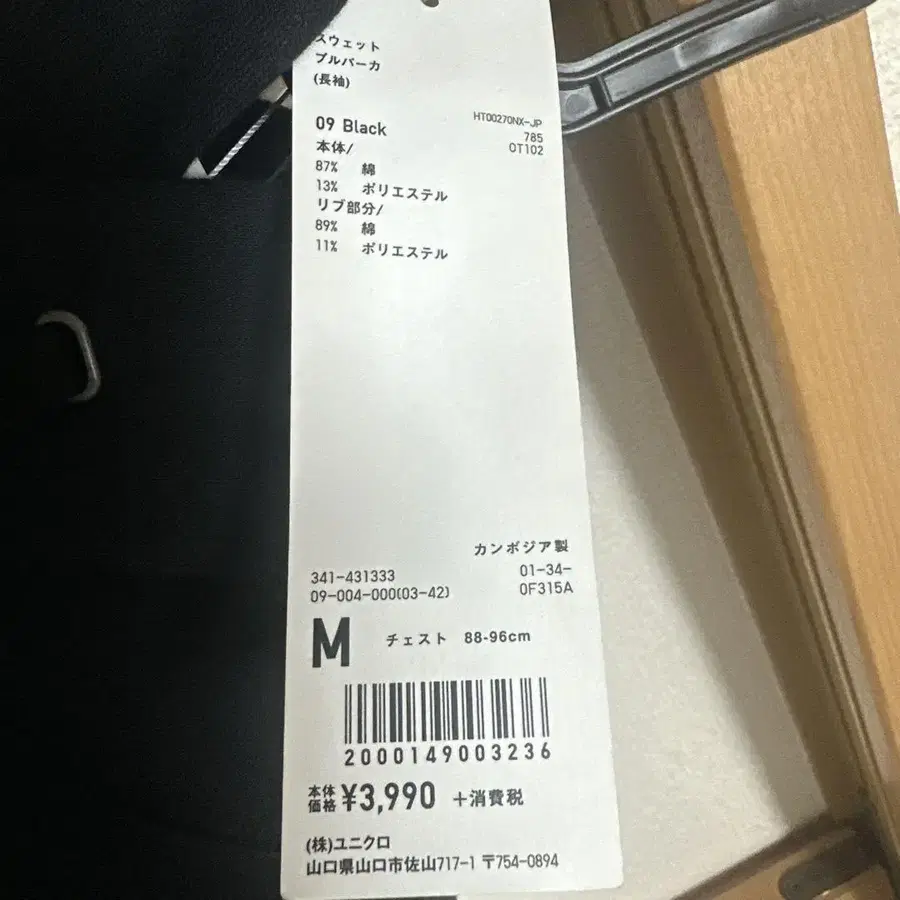 スウェット
プルパーカ
(長袖)
09 Black
HT00270NX-JP
785
OT102
本体/
87% 綿
13% ポリエステル
リブ部分/
89% 綿
11% ポリエステル
カンボジア製
341-431333
01-34-
09-004-000(03-42)
0F315A
M チェスト 88-96cm
2000149003236
本体価格 ¥3,990 +消費税
(株)ユニクロ
山口県山口市佐山717-1 〒754-0894